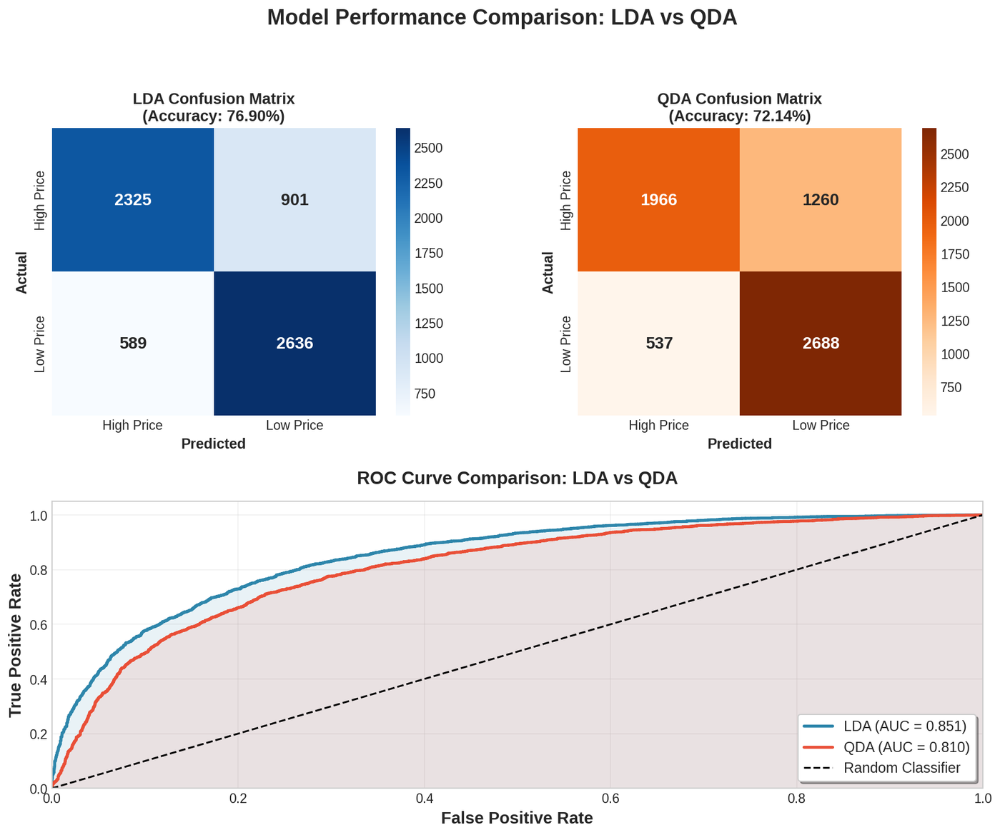 Model Performance Comparison: LDA vs QDA
LDA Confusion Matrix
(Accuracy: 76.90%)
Actual
High Price
Low Price
2325
901
589
2636
High Price
Low Price
Predicted
2500
2250
2000
1750
1500
1250
1000
750
QDA Confusion Matrix
(Accuracy: 72.14%)
Actual
High Price
Low Price
1966
1260
537
2688
High Price
Low Price
Predicted
2500
2250
2000
1750
1500
1250
1000
750
ROC Curve Comparison: LDA vs QDA
True Positive Rate
1.0
0.8
0.6
0.4
0.2
0.0
0.0
0.2
0.4
0.6
0.8
1.0
False Positive Rate
LDA (AUC = 0.851)
QDA (AUC = 0.810)
Random Classifier